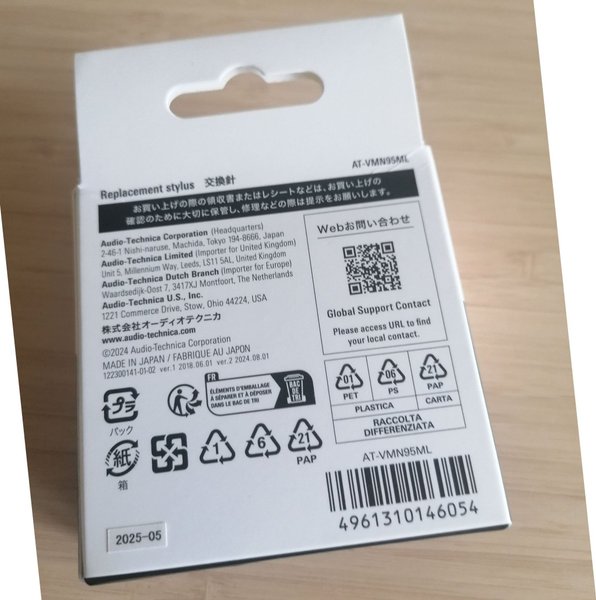 Replacement stylus 交換針
AT-VMN95ML
お買い上げの際の領収書またはレシートなどは、お買い上げの
確認のために大切に保管し、修理などの際は提示をお願いします。
Audio-Technica Corporation (Headquarters)
2-46-1 Nishi-naruse, Machida, Tokyo 194-8666, Japan
Audio-Technica Limited (Importer for United Kingdom)
Unit 5, Millennium Way, Leeds, LS11 5AL, United Kingdom
Audio-Technica Dutch Branch (Importer for Europe)
Waardsedijk-Oost 7, 3417XJ Montfoort, The Netherlands
Audio-Technica U.S., Inc.
1221 Commerce Drive, Stow, Ohio 44224, USA
株式会社オーディオテクニカ
www.audio-technica.com
©2024 Audio-Technica Corporation
MADE IN JAPAN / FABRIQUÉ AU JAPON
122300141-01-02 ver.1 2018.06.01 ver.2 2024.08.01
Webお問い合わせ
Global Support Contact
Please access URL to find
your local contact.
FR
ÉLÉMENTS D'EMBALLAGE
À SÉPARER ET À DÉPOSER
DANS LE BAC DE TRI
BAC
DE
TRI
01
PET
06
PS
21
PAP
PLASTICA
CARTA
RACCOLTA
DIFFERENZIATA
プラ
パック
紙
箱
1
6
21
PAP
AT-VMN95ML
4961310146054
2025-05